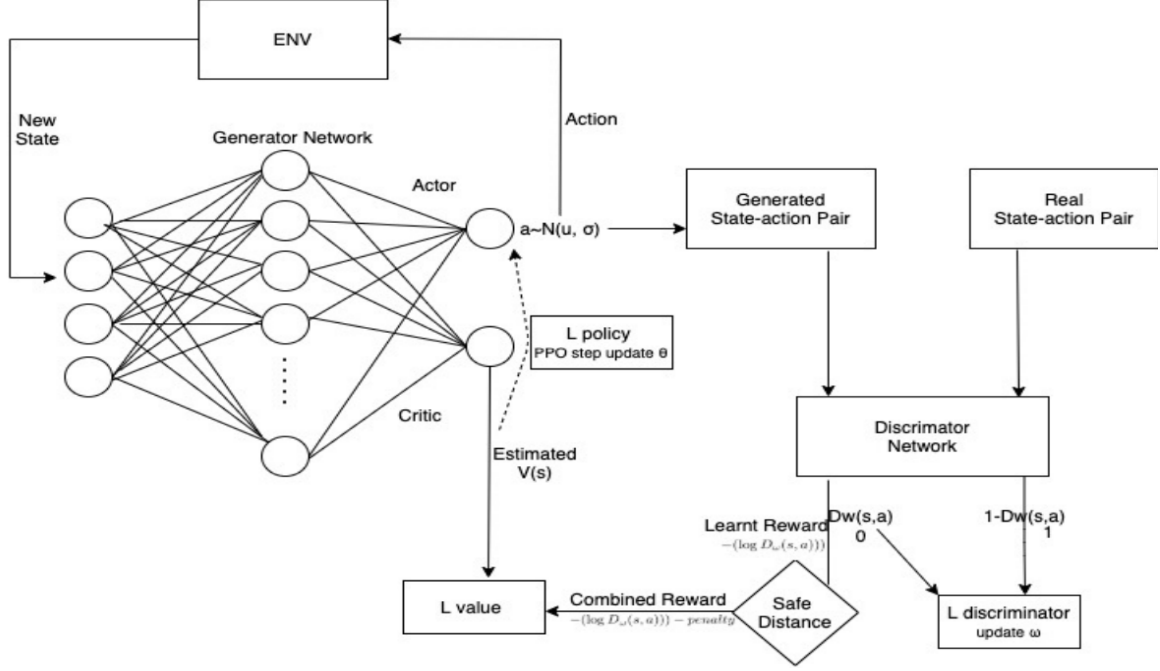 ENV
New
State
Generator Network
Action
Actor
a~N(u, σ)
Generated
State-action Pair
Real
State-action Pair
L policy
PPO step update θ
Critic
Estimated
V(s)
Discrimator
Network
Learnt Reward
−(log D_ω(s, a)))
Dw(s,a)
0
1-Dw(s,a)
1
L value
Combined Reward
−(log D_ω(s, a))) − penalty
Safe
Distance
L discriminator
update ω